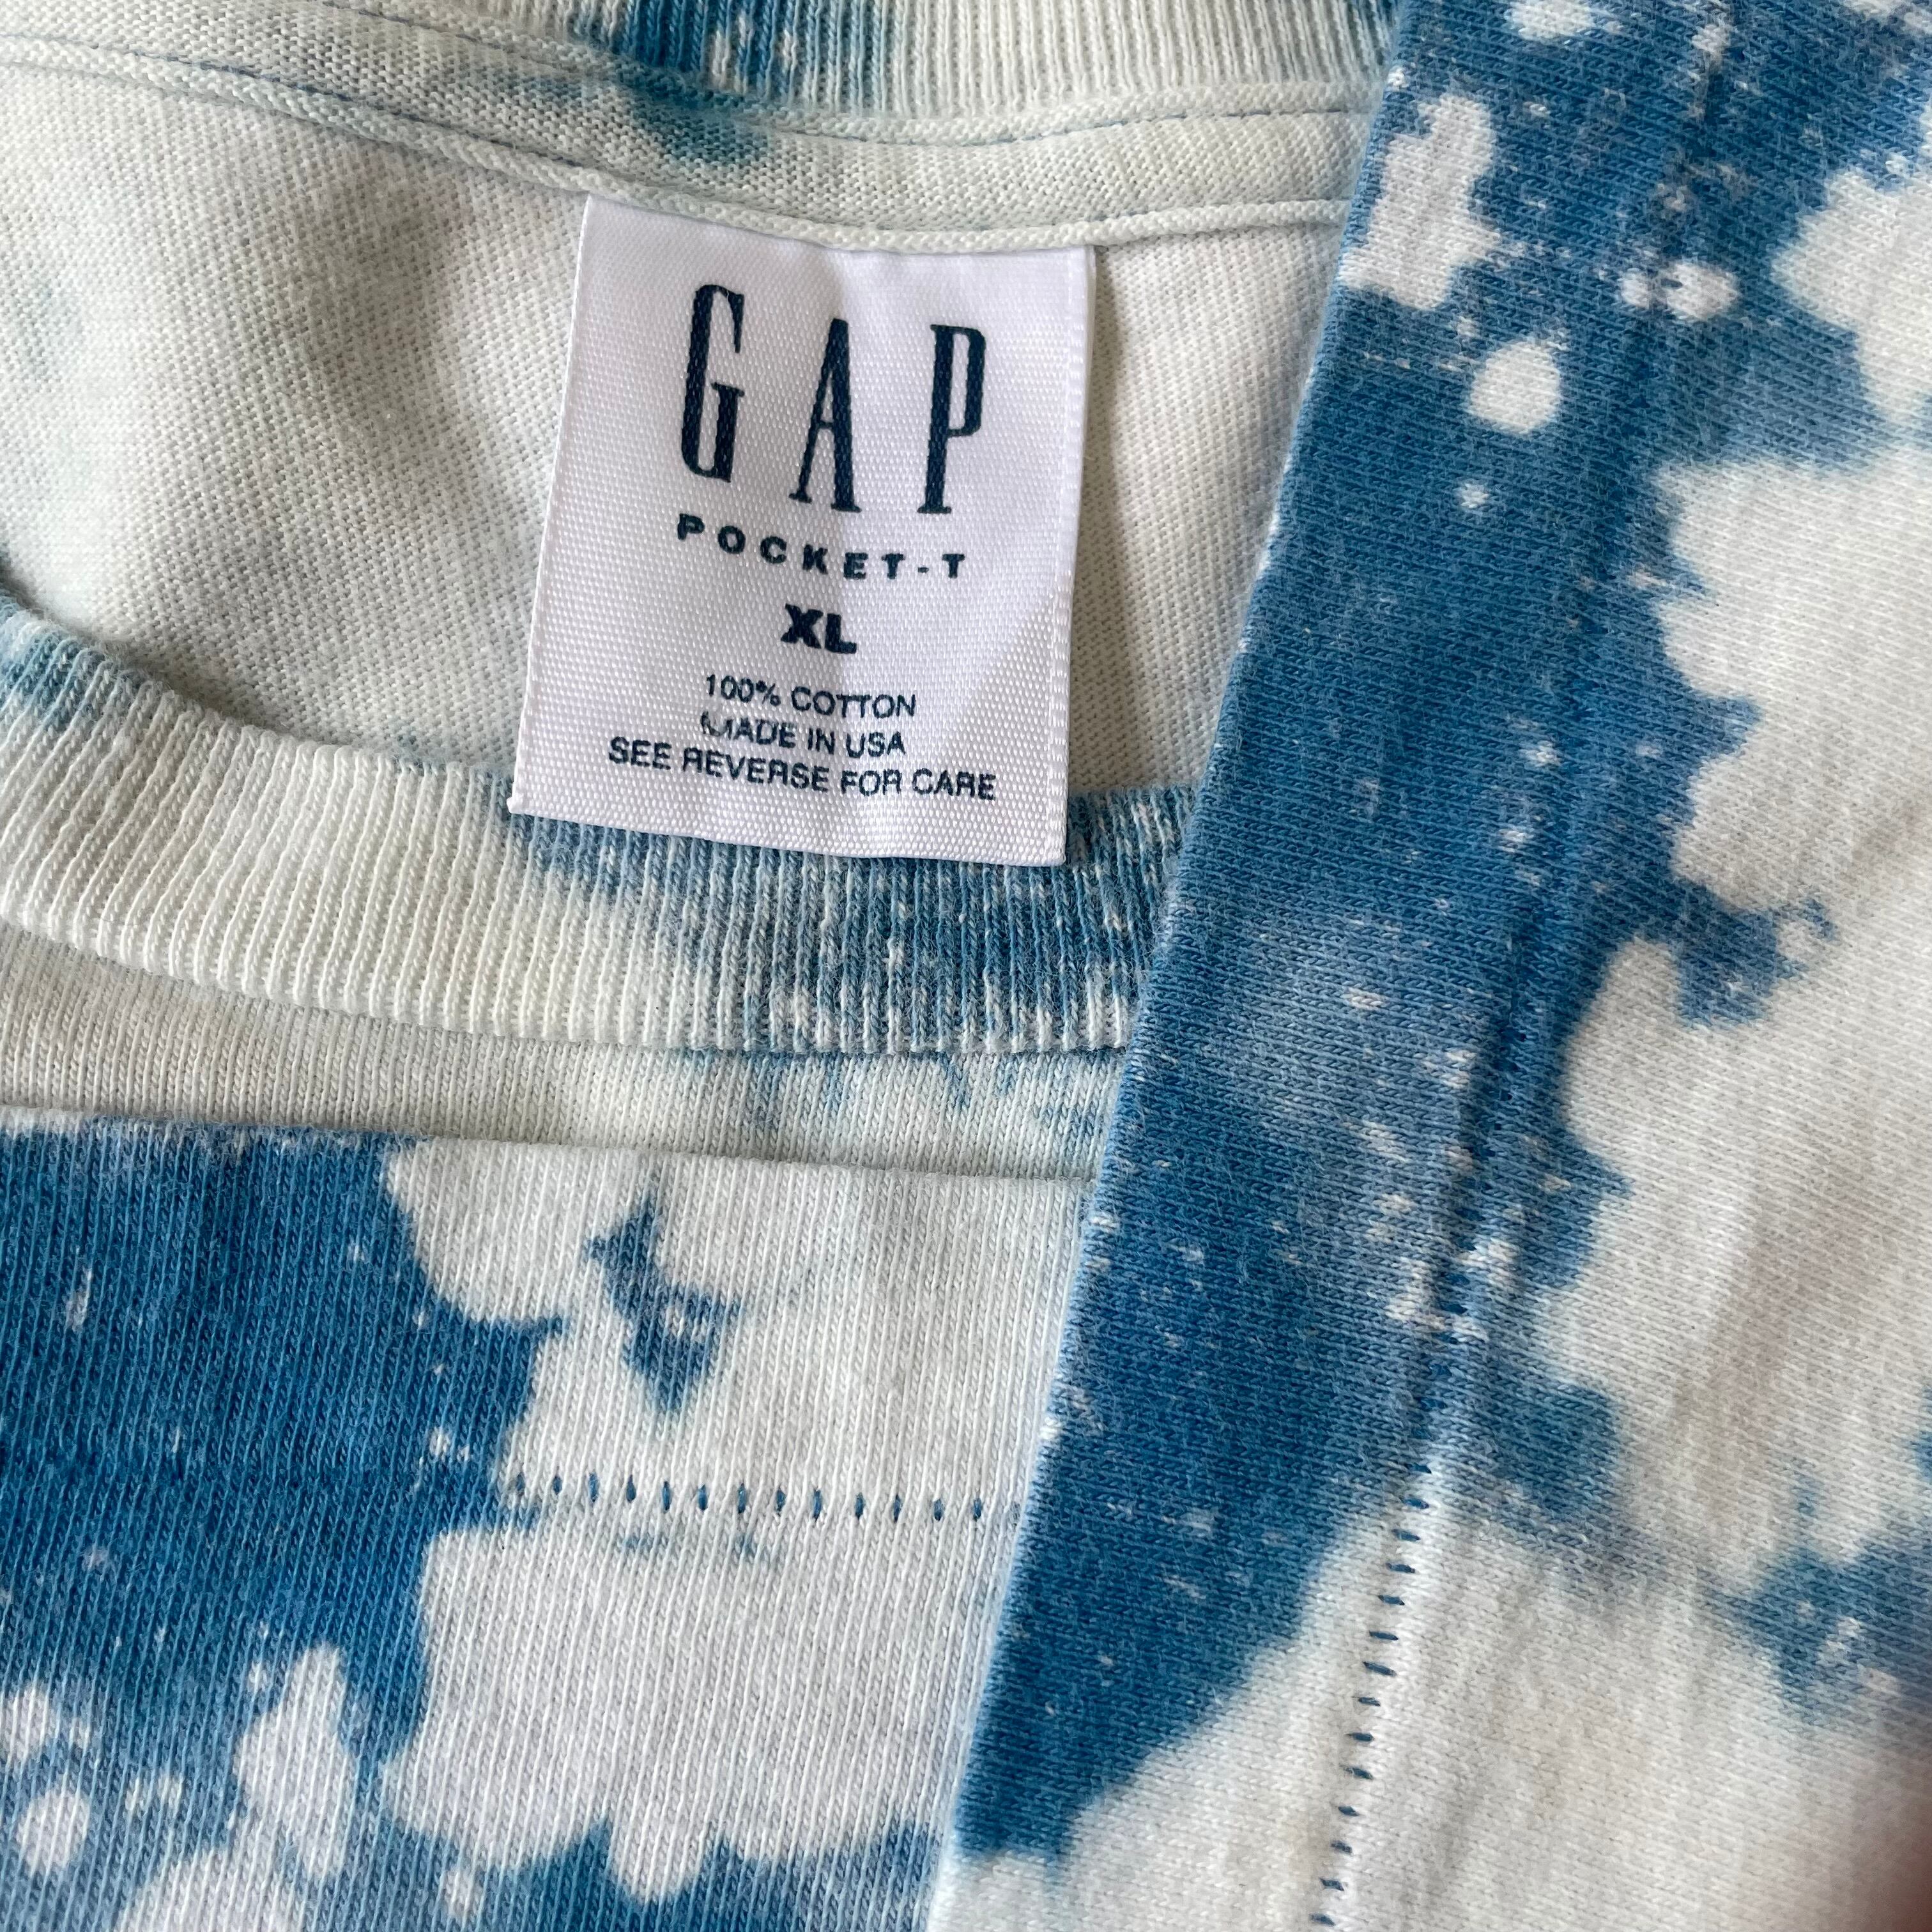 GAP
POCKET-T
XL
100% COTTON
MADE IN USA
SEE REVERSE FOR CARE